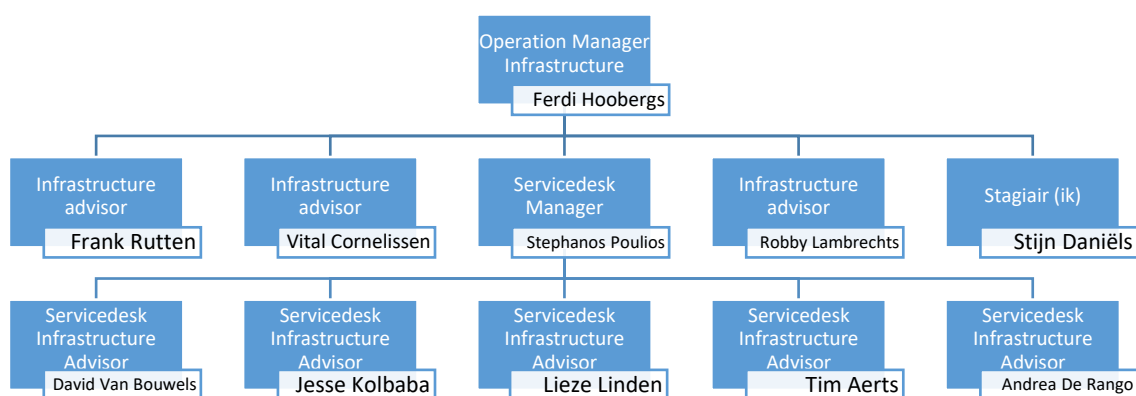 Operation Manager
Infrastructure
Ferdi Hoobergs
Infrastructure
advisor
Frank Rutten
Infrastructure
advisor
Vital Cornelissen
Servicedesk
Manager
Stephanos Poulios
Infrastructure
advisor
Robby Lambrechts
Stagiair (ik)
Stijn Daniëls
Servicedesk
Infrastructure
Advisor
David Van Bouwels
Servicedesk
Infrastructure
Advisor
Jesse Kolbaba
Servicedesk
Infrastructure
Advisor
Lieze Linden
Servicedesk
Infrastructure
Advisor
Tim Aerts
Servicedesk
Infrastructure
Advisor
Andrea De Rango